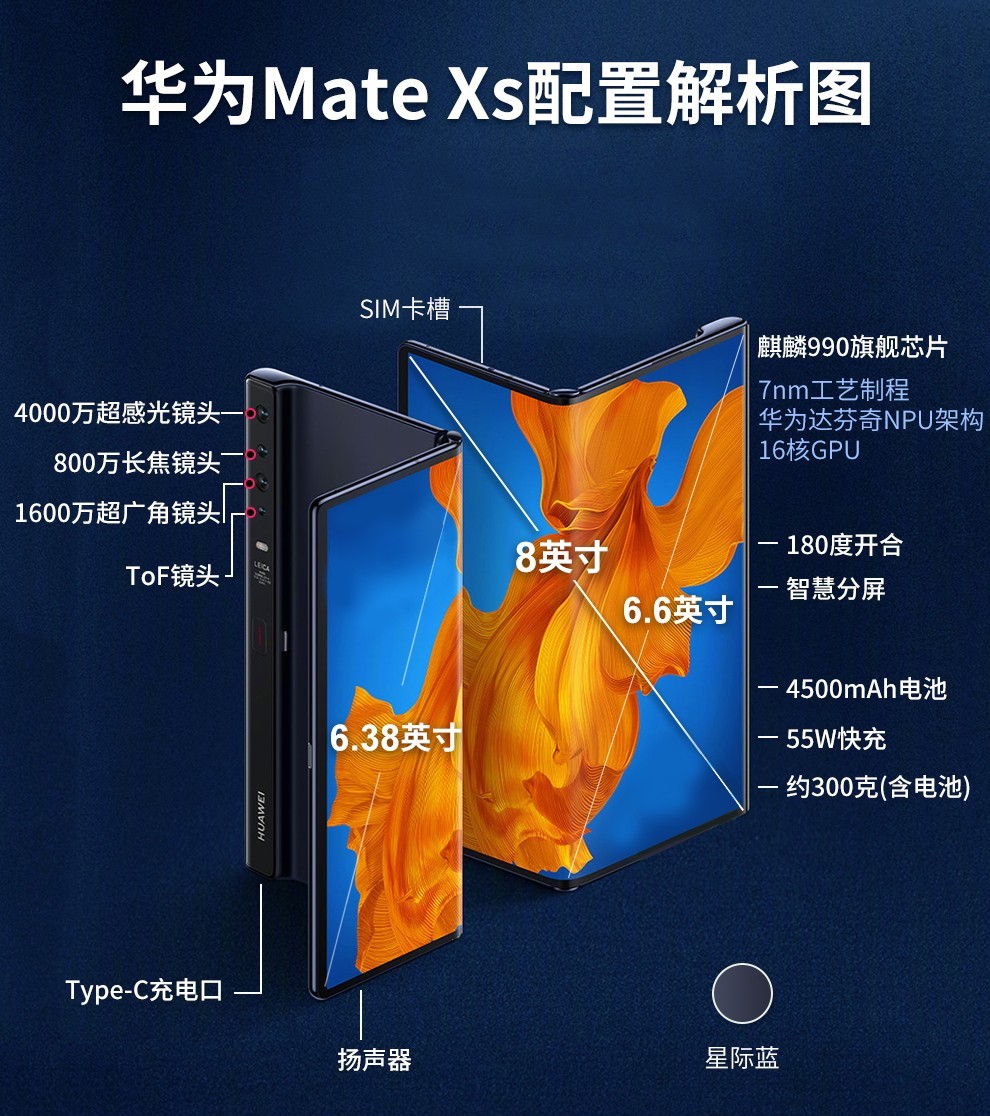 华为Mate Xs配置解析图
SIM卡槽
麒麟990旗舰芯片
7nm工艺制程
华为达芬奇NPU架构
16核GPU
4000万超感光镜头
800万长焦镜头
1600万超广角镜头
ToF镜头
LEICA
180度开合
8英寸
智慧分屏
6.6英寸
4500mAh电池
6.38英寸
55W快充
约300克(含电池)
HUAWEI
Type-C充电口
扬声器
星际蓝